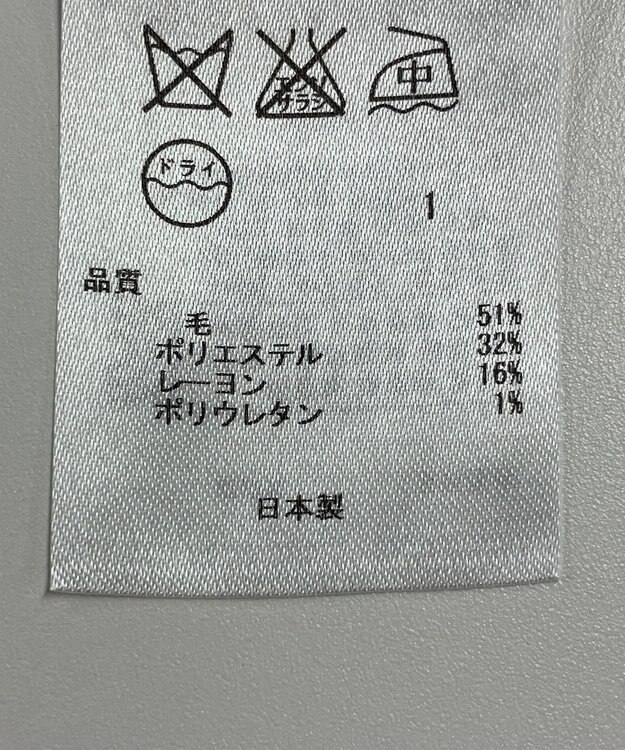 エンソ サラシ 中
ドライ
1
品質
毛 51%
ポリエステル 32%
レーヨン 16%
ポリウレタン 1%
日本製